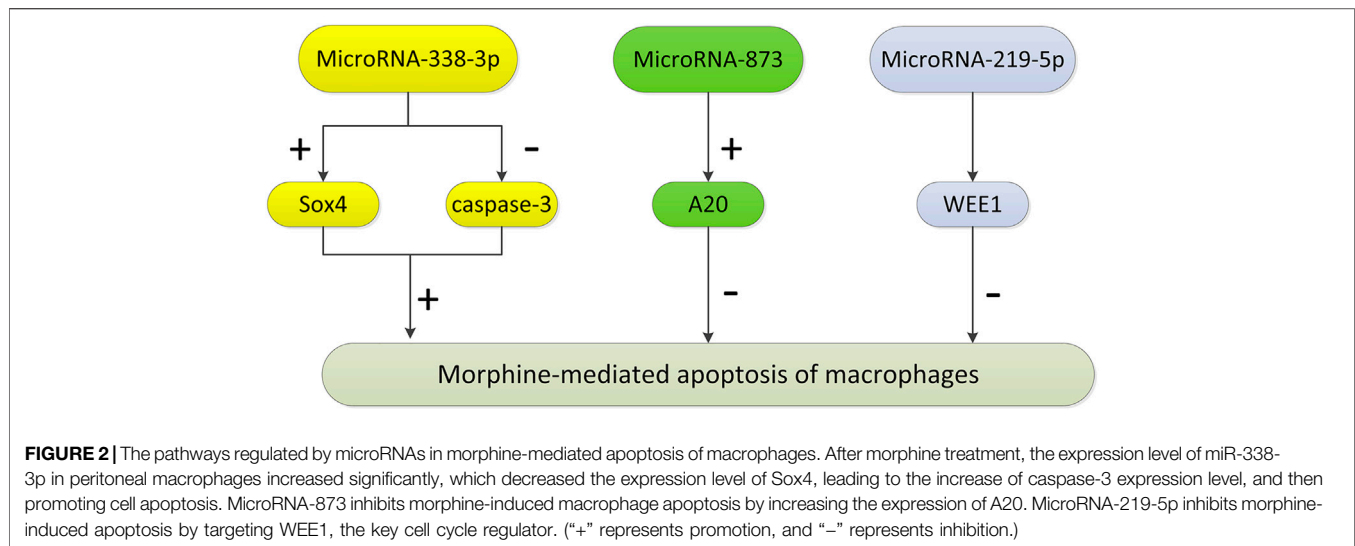 MicroRNA-338-3p
MicroRNA-873
MicroRNA-219-5p
+
-
+
Sox4
caspase-3
A20
WEE1
+
-
-
Morphine-mediated apoptosis of macrophages
FIGURE 2 | The pathways regulated by microRNAs in morphine-mediated apoptosis of macrophages. After morphine treatment, the expression level of miR-338-
3p in peritoneal macrophages increased significantly, which decreased the expression level of Sox4, leading to the increase of caspase-3 expression level, and then
promoting cell apoptosis. MicroRNA-873 inhibits morphine-induced macrophage apoptosis by increasing the expression of A20. MicroRNA-219-5p inhibits morphine-
induced apoptosis by targeting WEE1, the key cell cycle regulator. (“+” represents promotion, and “−” represents inhibition.)